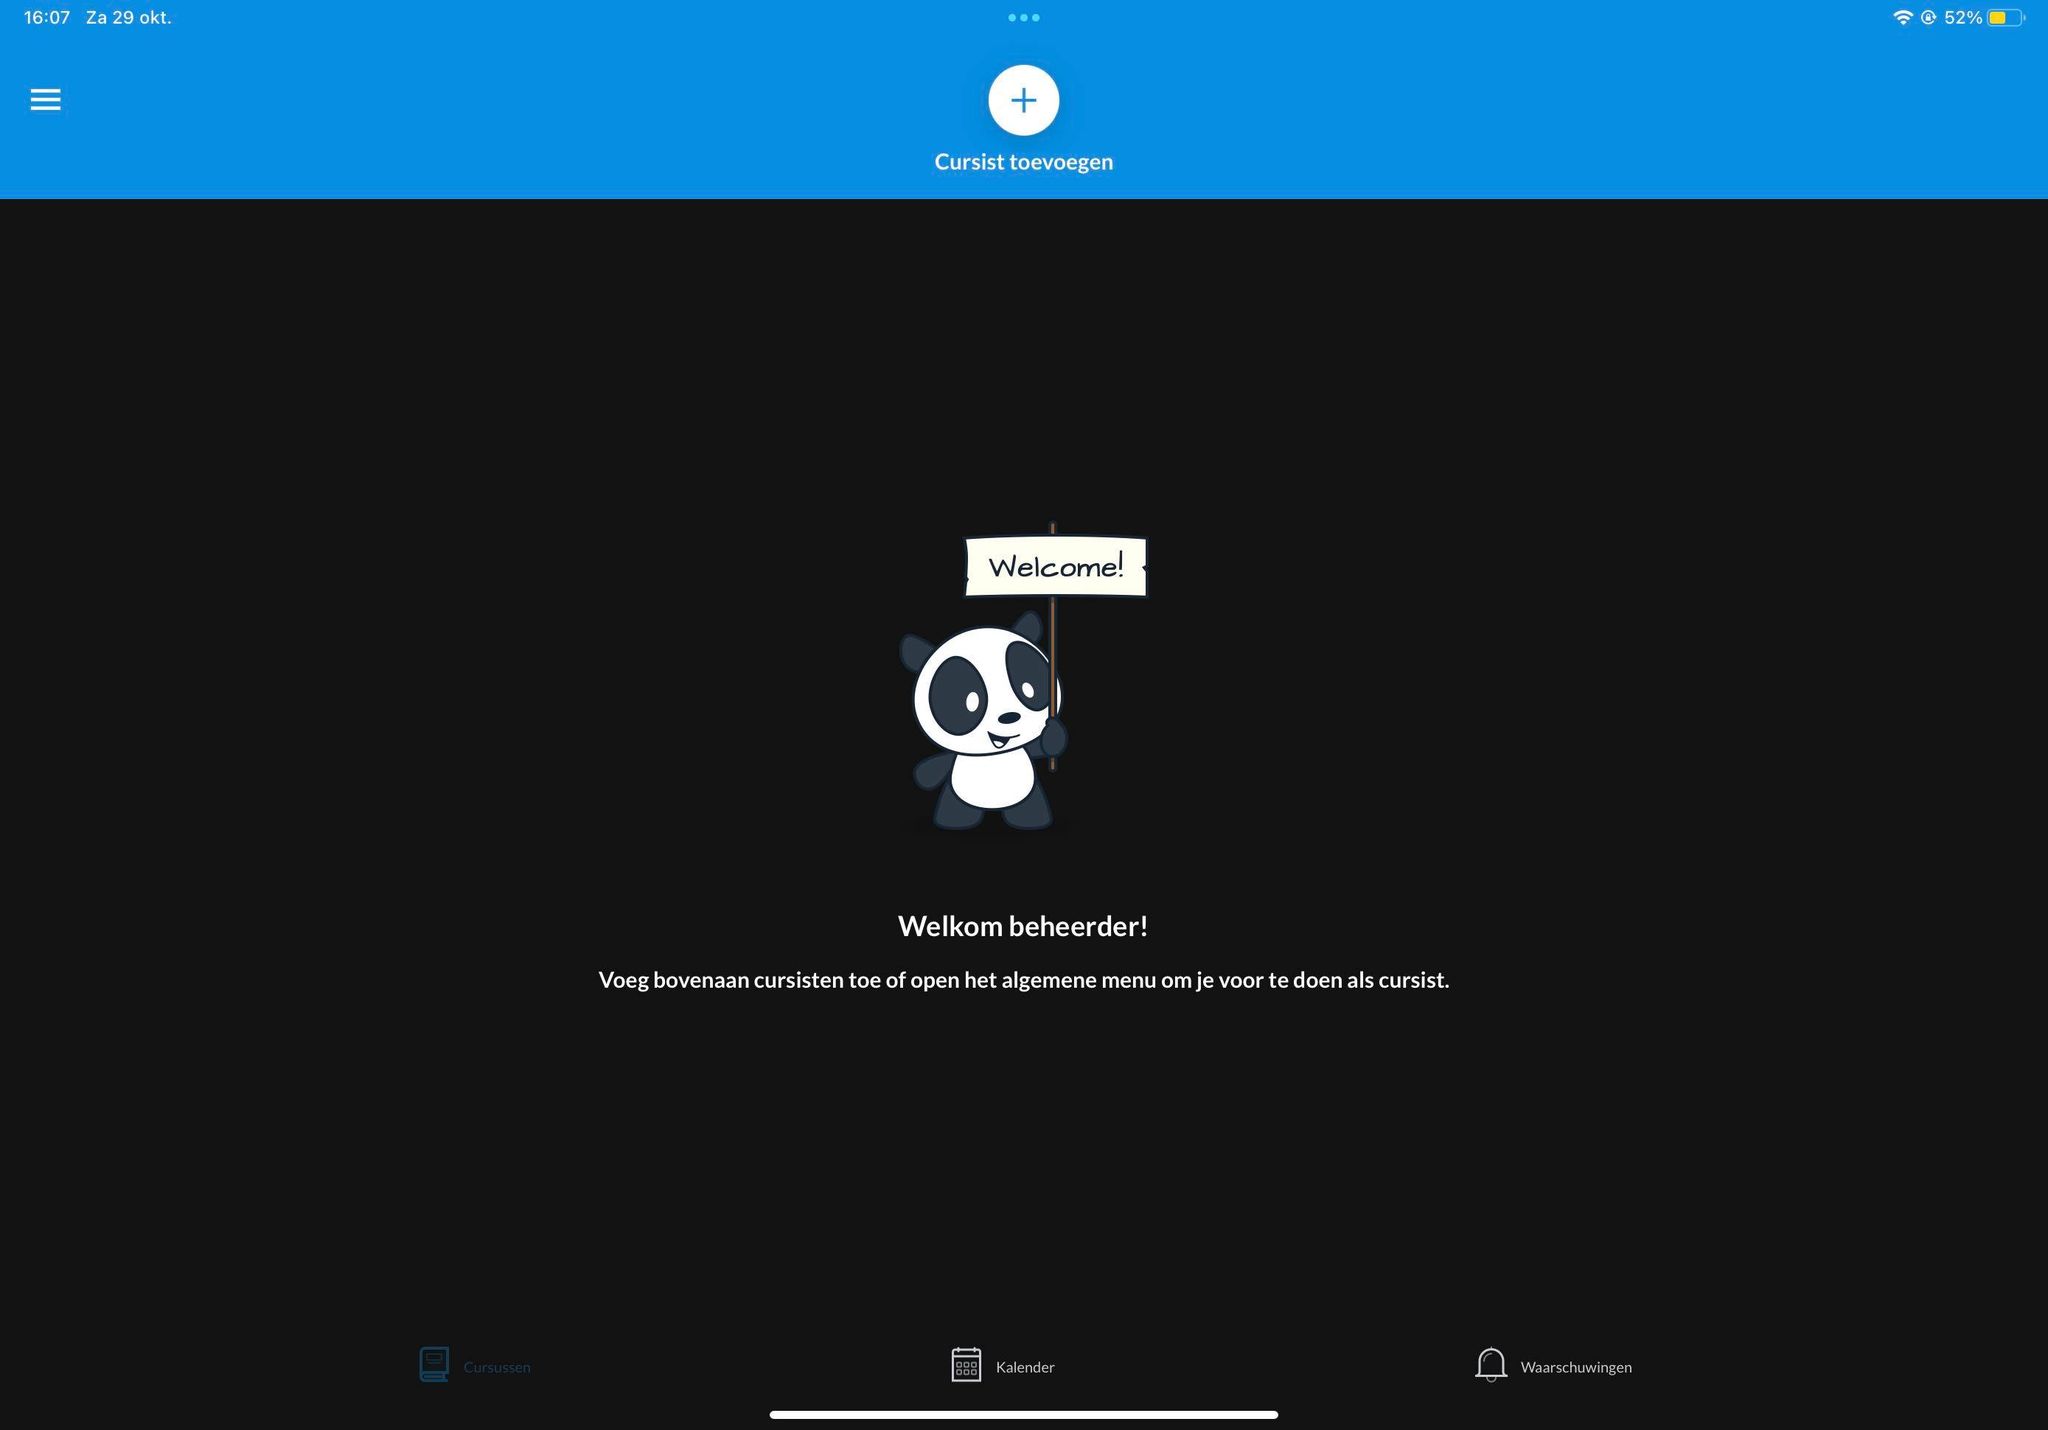 16:07 Za 29 okt.
52%
Cursist toevoegen
Welcome!
Welkom beheerder!
Voeg bovenaan cursisten toe of open het algemene menu om je voor te doen als cursist.
Cursussen
Kalender
Waarschuwingen